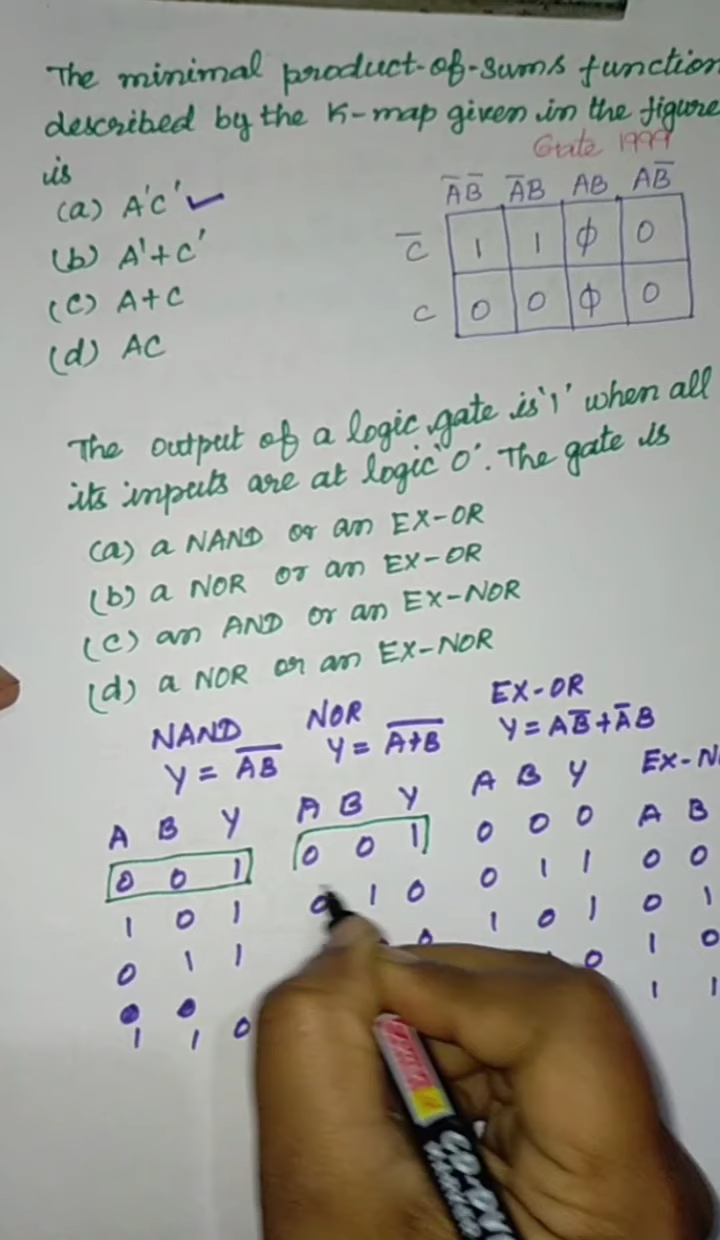 The minimal product-of-sums function
described by the K-map given in the figure
is
Gate 1999
(a) A'C' ✓
(b) A'+C'
(c) A+C
(d) AC
A̅B̅ A̅B AB AB̅
C̅ 1 1 ϕ 0
C 0 0 ϕ 0
The output of a logic gate is '1' when all
its inputs are at logic '0'. The gate is
(a) a NAND or an EX-OR
(b) a NOR or an EX-OR
(c) an AND or an EX-NOR
(d) a NOR or an EX-NOR
NAND
Y = A̅B̅
A B Y
0 0 1
1 0 1
0 1 1
1 1 0
NOR
Y = A̅+̅B̅
A B Y
0 0 1
0 1 0
0
EX-OR
Y = AB̅ + A̅B
A B Y
0 0 0
0 1 1
1 0 1
0
A B
0 0
0 1
1 0
1 1